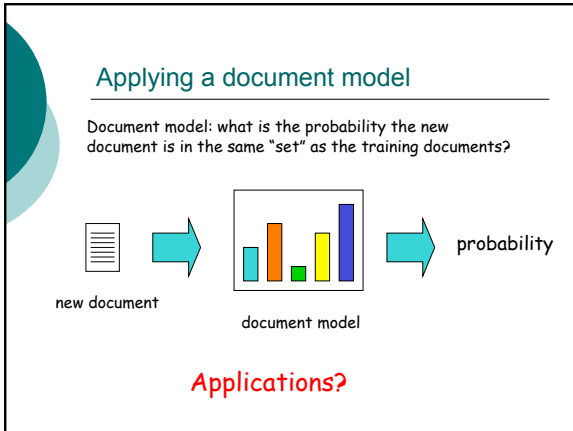 Applying a document model
Document model: what is the probability the new
document is in the same “set” as the training documents?
probability
new document
document model
Applications?